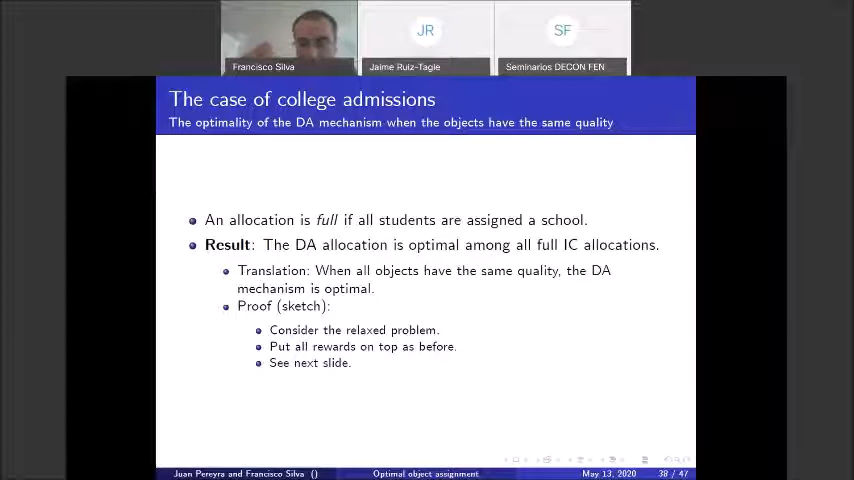 JR
SF
Francisco Silva
Jaime Ruiz-Tagle
Seminarios DECON FEN
The case of college admissions
The optimality of the DA mechanism when the objects have the same quality
An allocation is full if all students are assigned a school.
Result: The DA allocation is optimal among all full IC allocations.
Translation: When all objects have the same quality, the DA
mechanism is optimal.
Proof (sketch):
Consider the relaxed problem.
Put all rewards on top as before.
See next slide.
Juan Pereyra and Francisco Silva ()
Optimal object assignment
May 13, 2020
38 / 47